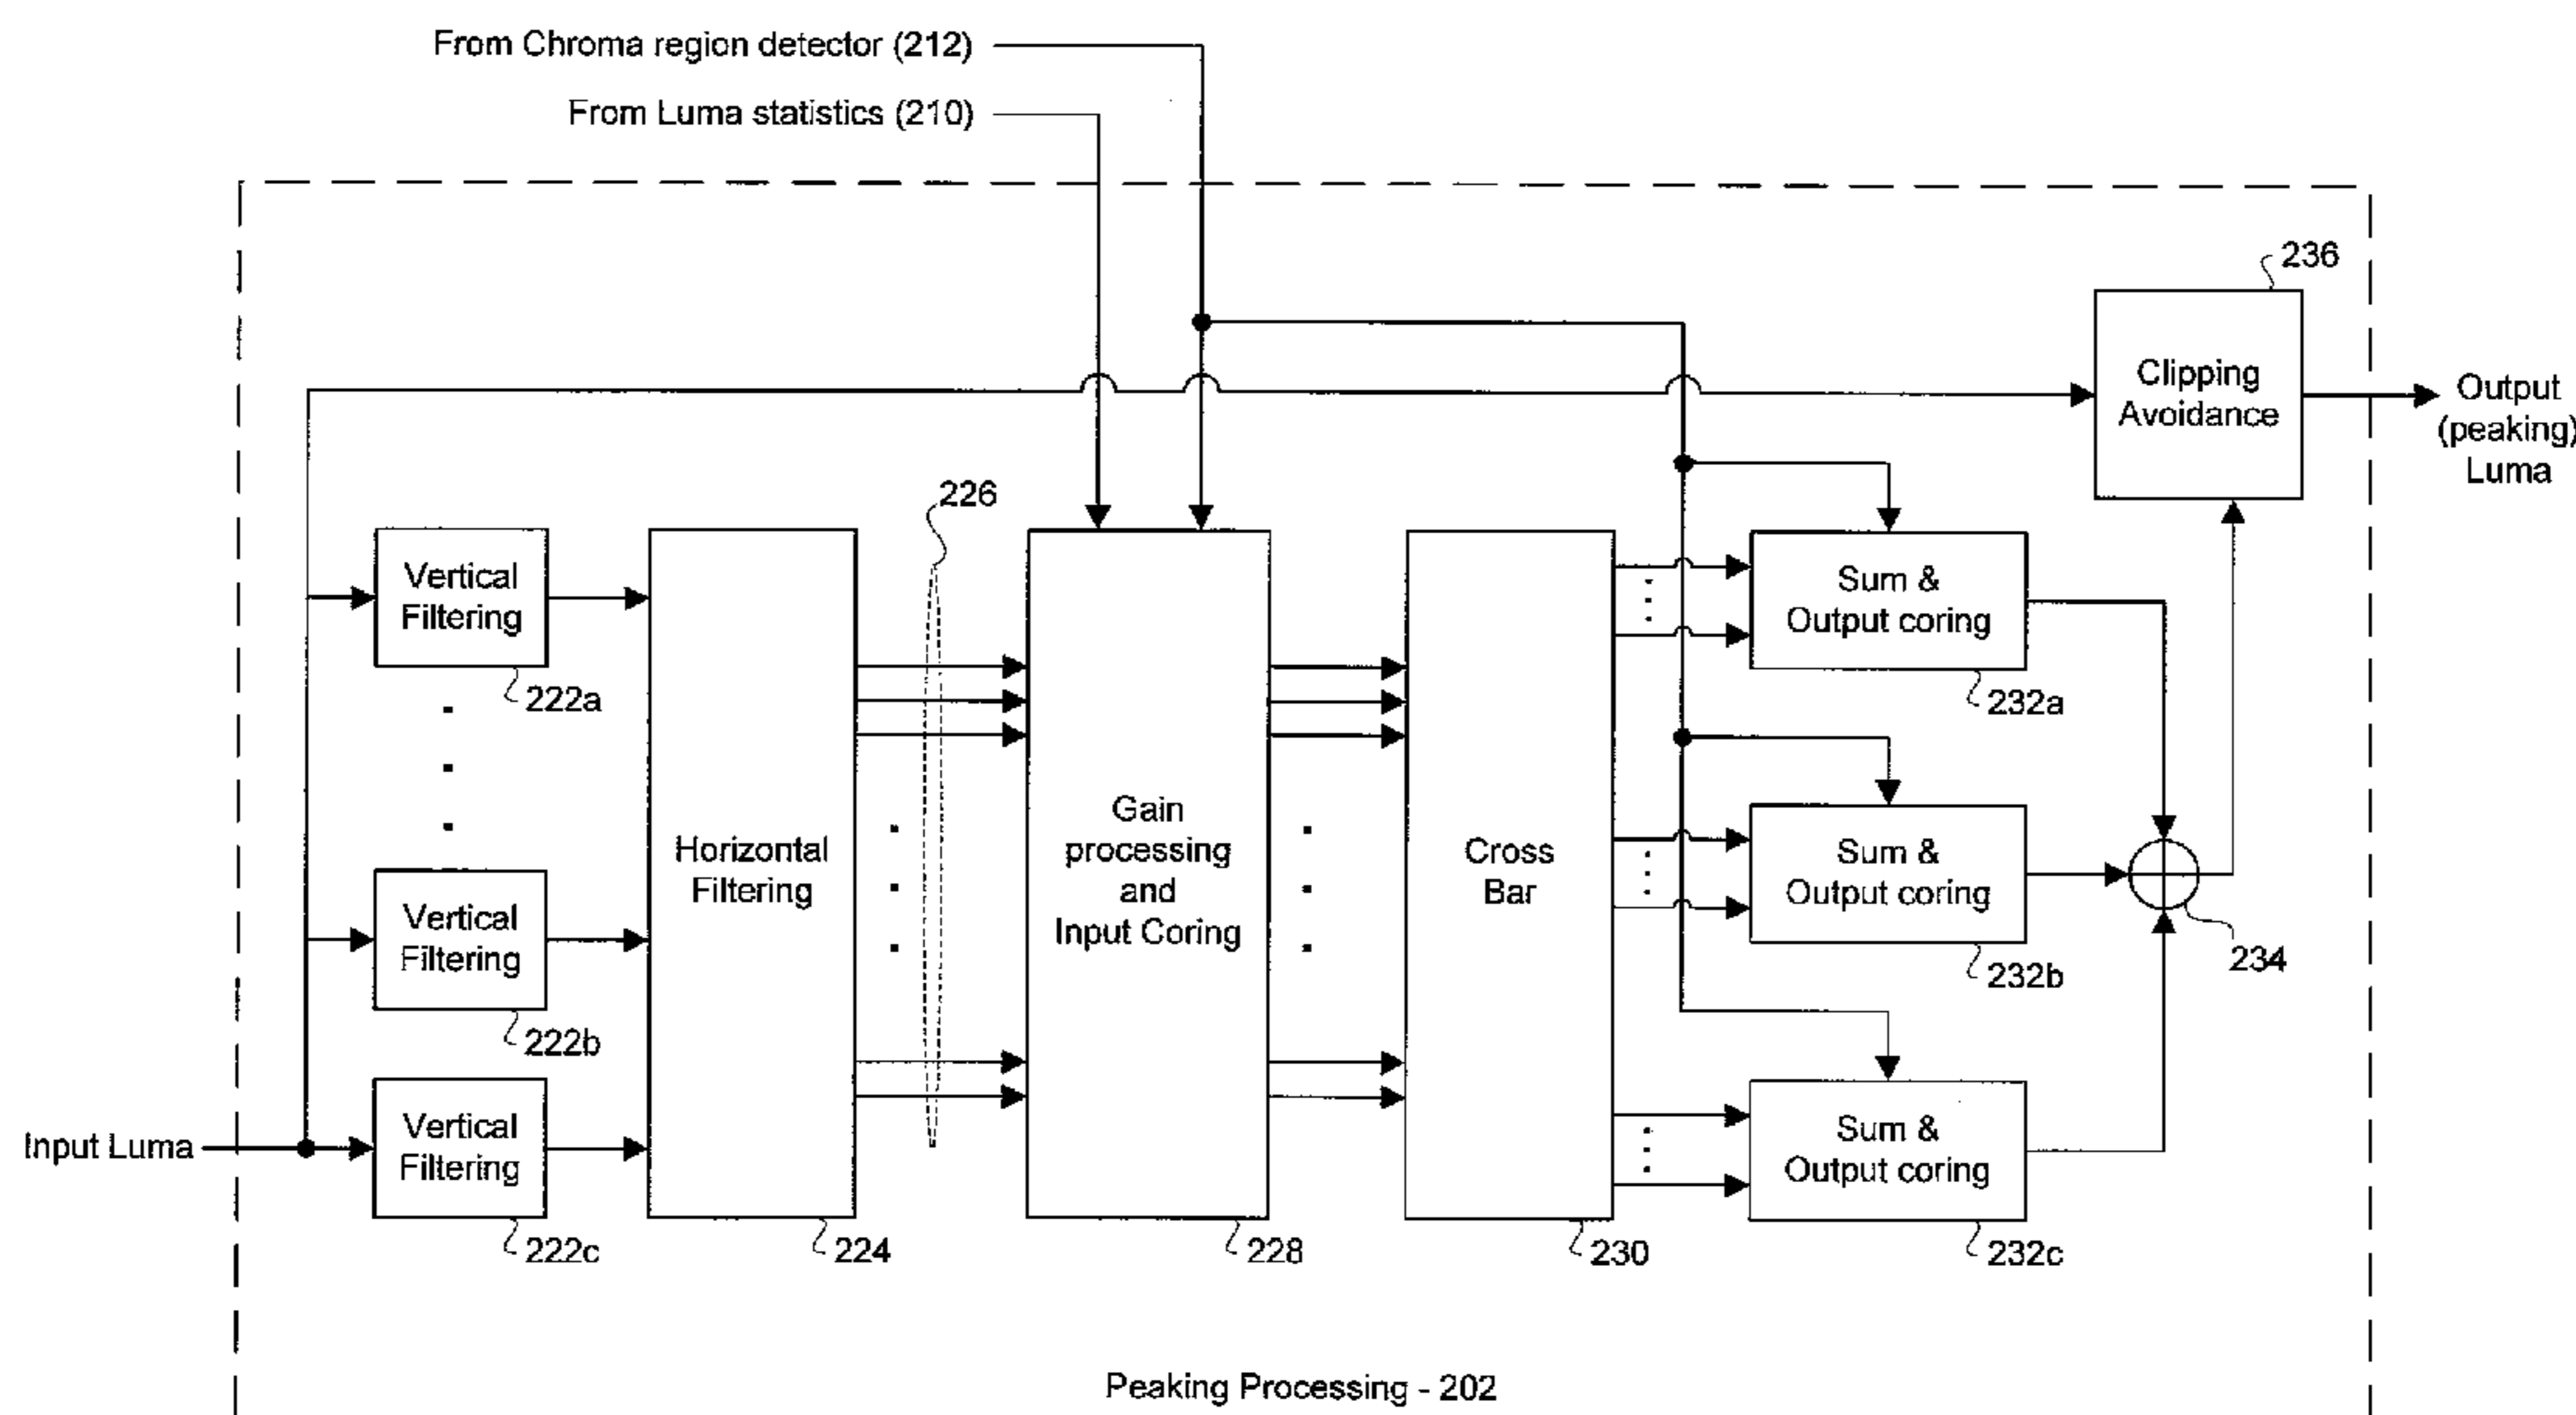 From Chroma region detector (212)
From Luma statistics (210)
236
Clipping
Avoidance
Output
(peaking)
Luma
226
Vertical
Filtering
222a
Vertical
Filtering
222b
Input Luma
Vertical
Filtering
222c
Horizontal
Filtering
224
Gain
processing
and
Input Coring
228
Cross
Bar
230
Sum &
Output coring
232a
Sum &
Output coring
232b
234
Sum &
Output coring
232c
Peaking Processing - 202